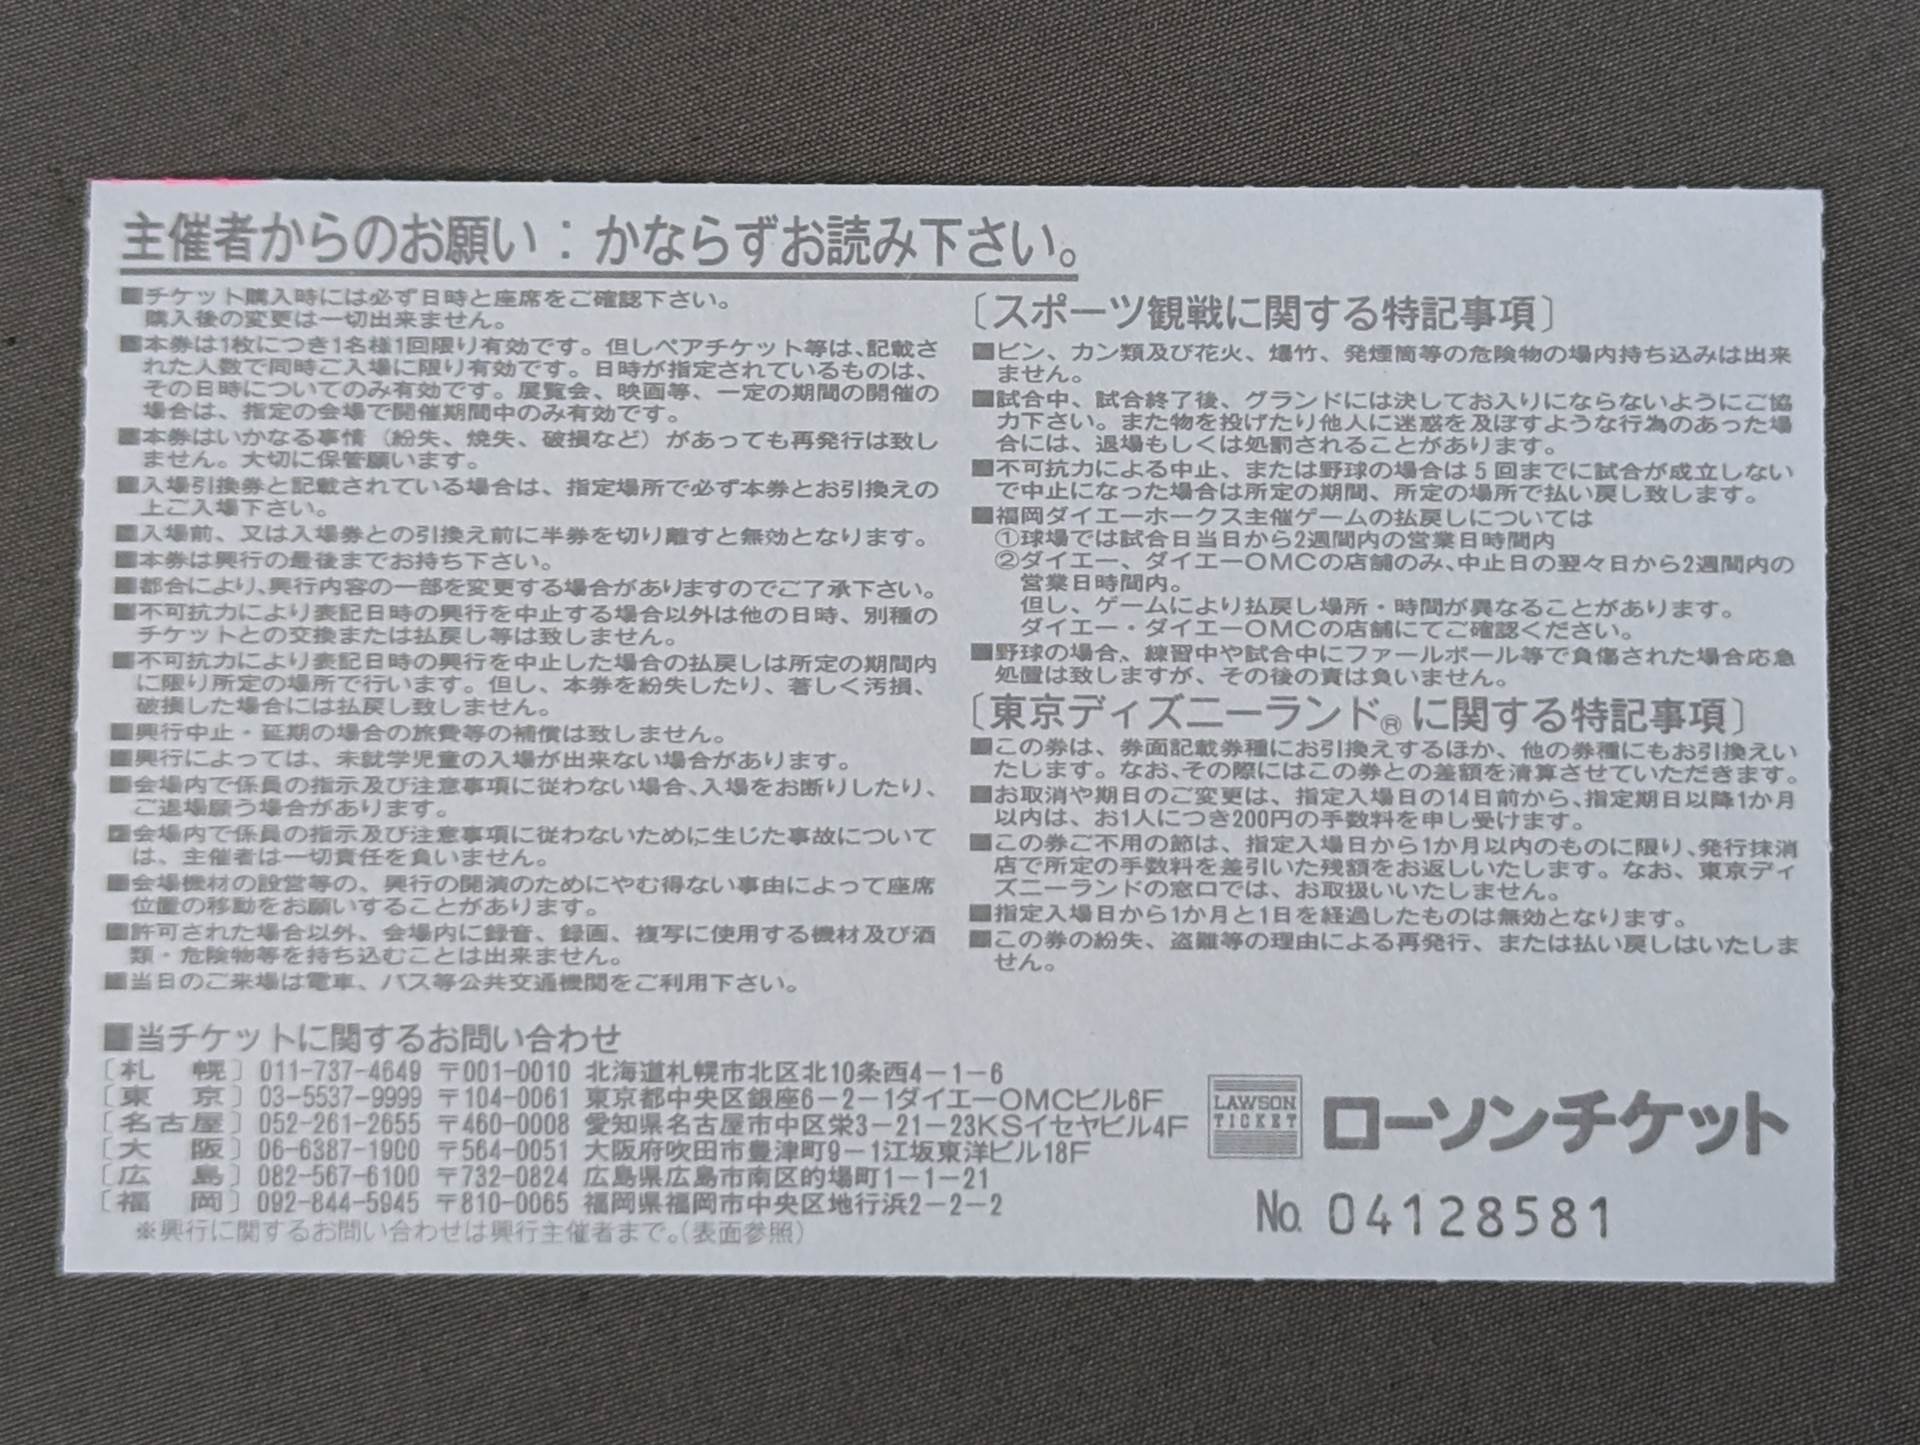 主催者からのお願い：かならずお読み下さい。
■チケット購入時には必ず日時と座席をご確認下さい。
購入後の変更は一切出来ません。
■本券は1枚につき1名様1回限り有効です。但しペアチケット等は、記載さ
れた人数で同時ご入場に限り有効です。日時が指定されているものは、
その日時についてのみ有効です。展覧会、映画等、一定の期間の開催の
場合は、指定の会場で開催期間中のみ有効です。
■本券はいかなる事情（紛失、焼失、破損など）があっても再発行は致し
ません。大切に保管願います。
■入場引換券と記載されている場合は、指定場所で必ず本券とお引換えの
上ご入場下さい。
■入場前、又は入場券との引換え前に半券を切り離すと無効となります。
■本券は興行の最後までお持ち下さい。
■都合により、興行内容の一部を変更する場合がありますのでご了承下さい。
■不可抗力により表記日時の興行を中止する場合以外は他の日時、別種の
チケットとの交換または払戻し等は致しません。
■不可抗力により表記日時の興行を中止した場合の払戻しは所定の期間内
に限り所定の場所で行います。但し、本券を紛失したり、著しく汚損、
破損した場合には払戻し致しません。
■興行中止・延期の場合の旅費等の補償は致しません。
■興行によっては、未就学児童の入場が出来ない場合があります。
■会場内で係員の指示及び注意事項に従わない場合、入場をお断りしたり、
ご退場願う場合があります。
■会場内で係員の指示及び注意事項に従わないために生じた事故について
は、主催者は一切責任を負いません。
■会場機材の設営等の、興行の開演のためにやむ得ない事由によって座席
位置の移動をお願いすることがあります。
■許可された場合以外、会場内に録音、録画、複写に使用する機材及び酒
類・危険物等を持ち込むことは出来ません。
■当日のご来場は電車、バス等公共交通機関をご利用下さい。
〔スポーツ観戦に関する特記事項〕
■ビン、カン類及び花火、爆竹、発煙筒等の危険物の場内持ち込みは出来
ません。
■試合中、試合終了後、グランドには決してお入りにならないようにご協
力下さい。また物を投げたり他人に迷惑を及ぼすような行為のあった場
合には、退場もしくは処罰されることがあります。
■不可抗力による中止、または野球の場合は5回までに試合が成立しない
で中止になった場合は所定の期間、所定の場所で払い戻し致します。
■福岡ダイエーホークス主催ゲームの払戻しについては
①球場では試合日当日から2週間内の営業日時間内
②ダイエー、ダイエーOMCの店舗のみ、中止日の翌々日から2週間内の
営業日時間内。
但し、ゲームにより払戻し場所・時間が異なることがあります。
ダイエー・ダイエーOMCの店舗にてご確認ください。
■野球の場合、練習中や試合中にファールボール等で負傷された場合応急
処置は致しますが、その後の責は負いません。
〔東京ディズニーランド®に関する特記事項〕
■この券は、券面記載券種にお引換えするほか、他の券種にもお引換えい
たします。なお、その際にはこの券との差額を清算させていただきます。
■お取消や期日のご変更は、指定入場日の14日前から、指定期日以降1か月
以内は、お1人につき200円の手数料を申し受けます。
■この券ご不用の節は、指定入場日から1か月以内のものに限り、発行抹消
店で所定の手数料を差引いた残額をお返しいたします。なお、東京ディ
ズニーランドの窓口では、お取扱いいたしません。
■指定入場日から1か月と1日を経過したものは無効となります。
■この券の紛失、盗難等の理由による再発行、または払い戻しはいたしま
せん。
■当チケットに関するお問い合わせ
〔札幌〕011-737-4649 〒001-0010 北海道札幌市北区北10条西4－1－6
〔東京〕03-5537-9999 〒104-0061 東京都中央区銀座6－2－1ダイエーOMCビル6F
〔名古屋〕052-261-2655 〒460-0008 愛知県名古屋市中区栄3－21－23KSイセヤビル4F
〔大阪〕06-6387-1900 〒564-0051 大阪府吹田市豊津町9－1江坂東洋ビル18F
〔広島〕082-567-6100 〒732-0824 広島県広島市南区的場町1－1－21
〔福岡〕092-844-5945 〒810-0065 福岡県福岡市中央区地行浜2－2－2
※興行に関するお問い合わせは興行主催者まで。（表面参照）
LAWSON
TICKET
ローソンチケット
No. 04128581